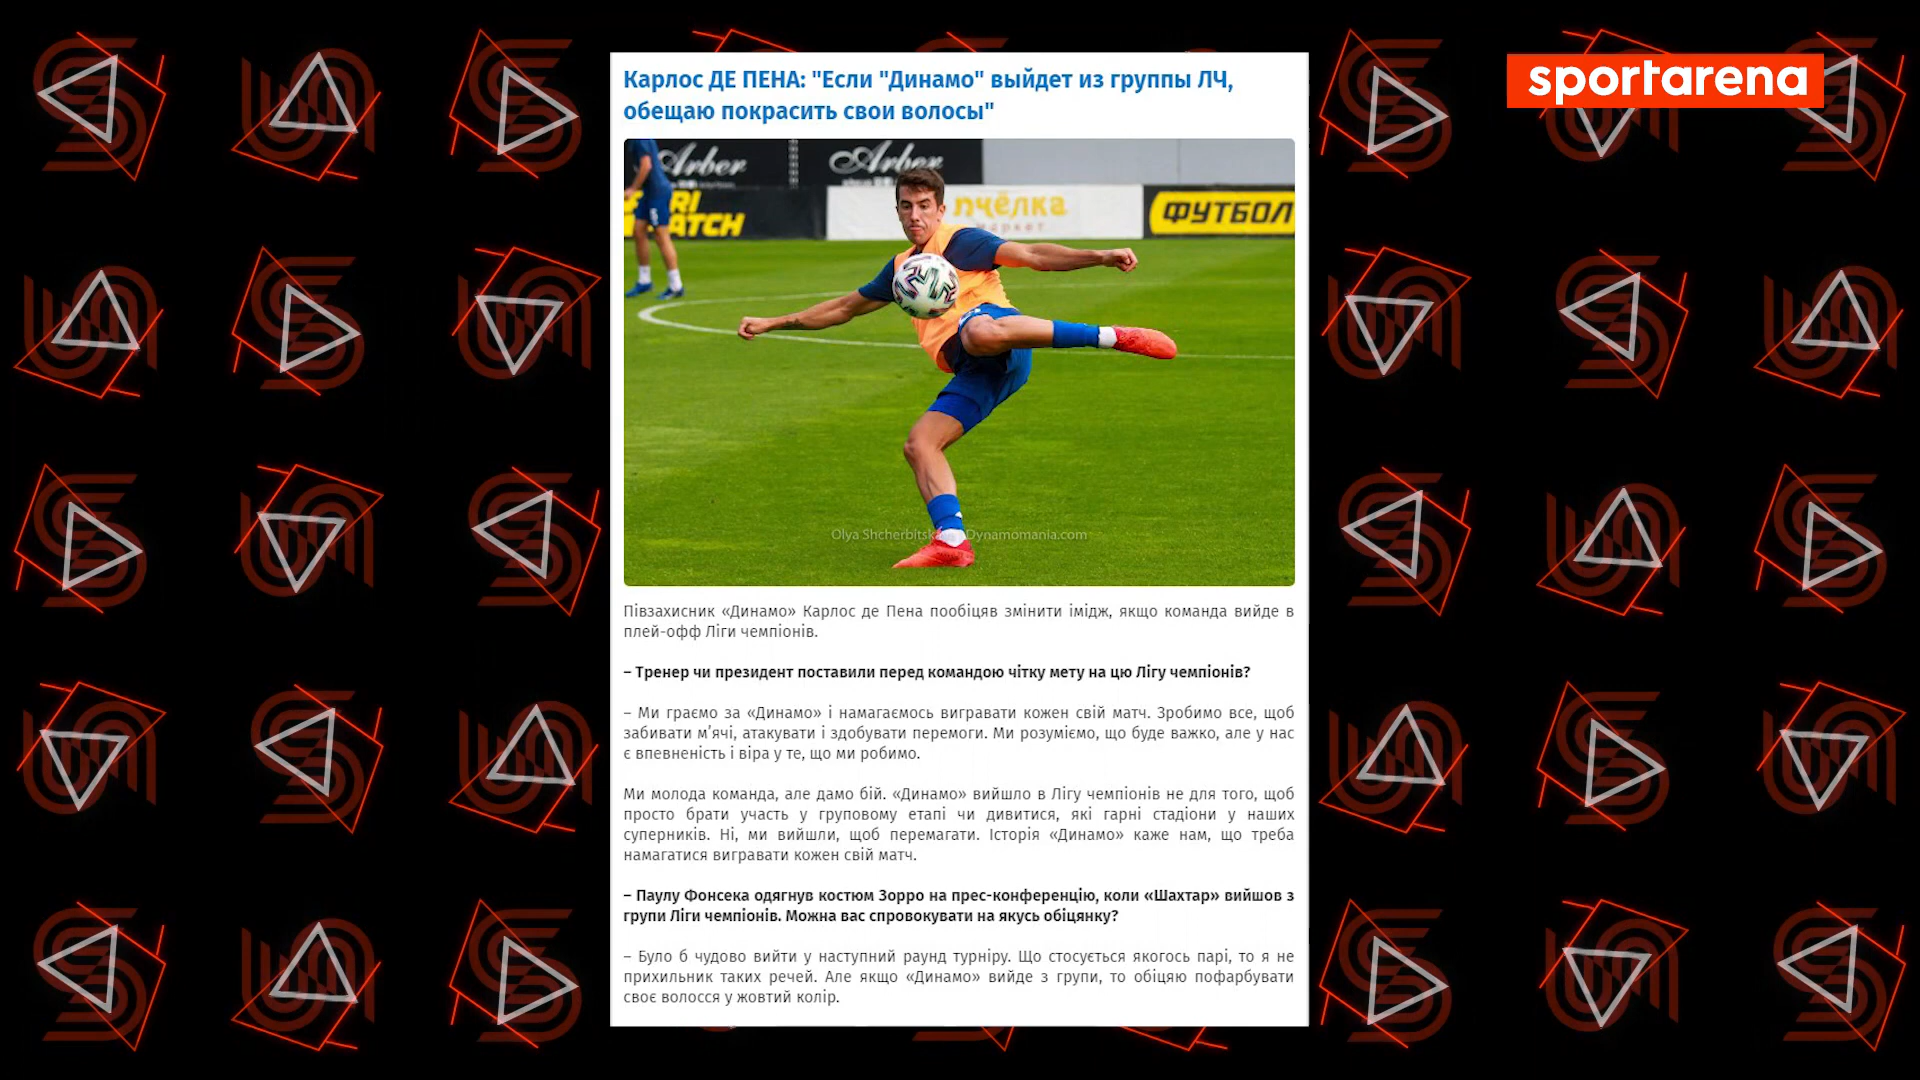 sportarena
Карлос ДЕ ПЕНА: "Если "Динамо" выйдет из группы ЛЧ,
обещаю покрасить свои волосы"
Arber
Arber
ATCH
пчёлка
маркет
ФУТБОЛ
Olya Shcherbitsk Dynamomania.com
Півзахисник «Динамо» Карлос де Пена пообіцяв змінити імідж, якщо команда вийде в
плей-офф Ліги чемпіонів.
– Тренер чи президент поставили перед командою чітку мету на цю Лігу чемпіонів?
– Ми граємо за «Динамо» і намагаємось вигравати кожен свій матч. Зробимо все, щоб
забивати м’ячі, атакувати і здобувати перемоги. Ми розуміємо, що буде важко, але у нас
є впевненість і віра у те, що ми робимо.
Ми молода команда, але дамо бій. «Динамо» вийшло в Лігу чемпіонів не для того, щоб
просто брати участь у груповому етапі чи дивитися, які гарні стадіони у наших
суперників. Ні, ми вийшли, щоб перемагати. Історія «Динамо» каже нам, що треба
намагатися вигравати кожен свій матч.
– Паулу Фонсека одягнув костюм Зорро на прес-конференцію, коли «Шахтар» вийшов з
групи Ліги чемпіонів. Можна вас спровокувати на якусь обіцянку?
– Було б чудово вийти у наступний раунд турніру. Що стосується якогось парі, то я не
прихильник таких речей. Але якщо «Динамо» вийде з групи, то обіцяю пофарбувати
своє волосся у жовтий колір.